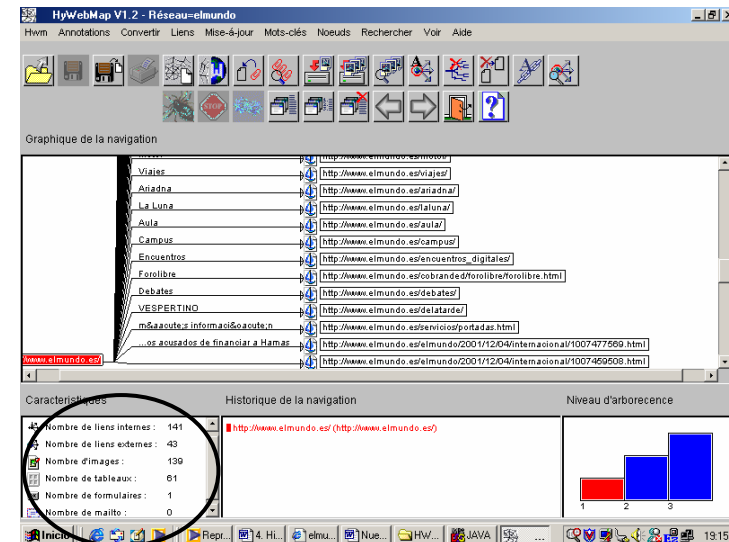 HyWebMap V1.2 - Réseau=elmundo
Hwm Annotations Convertir Liens Mise-á-jour Mots-clés Noeuds Rechercher Voir Aide
STOP
Graphique de la navigation
http://www.elmundo.es/motor/
Viajes http://www.elmundo.es/viajes/
Ariadna http://www.elmundo.es/ariadna/
La Luna http://www.elmundo.es/laluna/
Aula http://www.elmundo.es/aula/
Campus http://www.elmundo.es/campus/
Encuentros http://www.elmundo.es/encuentros_digitales/
Forolibre http://www.elmundo.es/cobranded/forolibre/forolibre.html
Debates http://www.elmundo.es/debates/
VESPERTINO http://www.elmundo.es/delatarde/
m&aacute;s informaci&oacute;n http://www.elmundo.es/servicios/portadas.html
...os acusados de financiar a Hamas http://www.elmundo.es/elmundo/2001/12/04/internacional/1007477569.html
/www.elmundo.es/ http://www.elmundo.es/elmundo/2001/12/04/internacional/1007459508.html
Caracteristiques Historique de la navigation Niveau d'arborecence
Nombre de liens internes : 141
http://www.elmundo.es/ (http://www.elmundo.es/)
Nombre de liens externes : 43
Nombre d'images : 139
Nombre de tableaux : 61
Nombre de formulaires : 1
Nombre de mailto : 0
1 2 3
Inicio Repr... 4. Hi... elmu... Nue... HW... JAVA ... 19:15